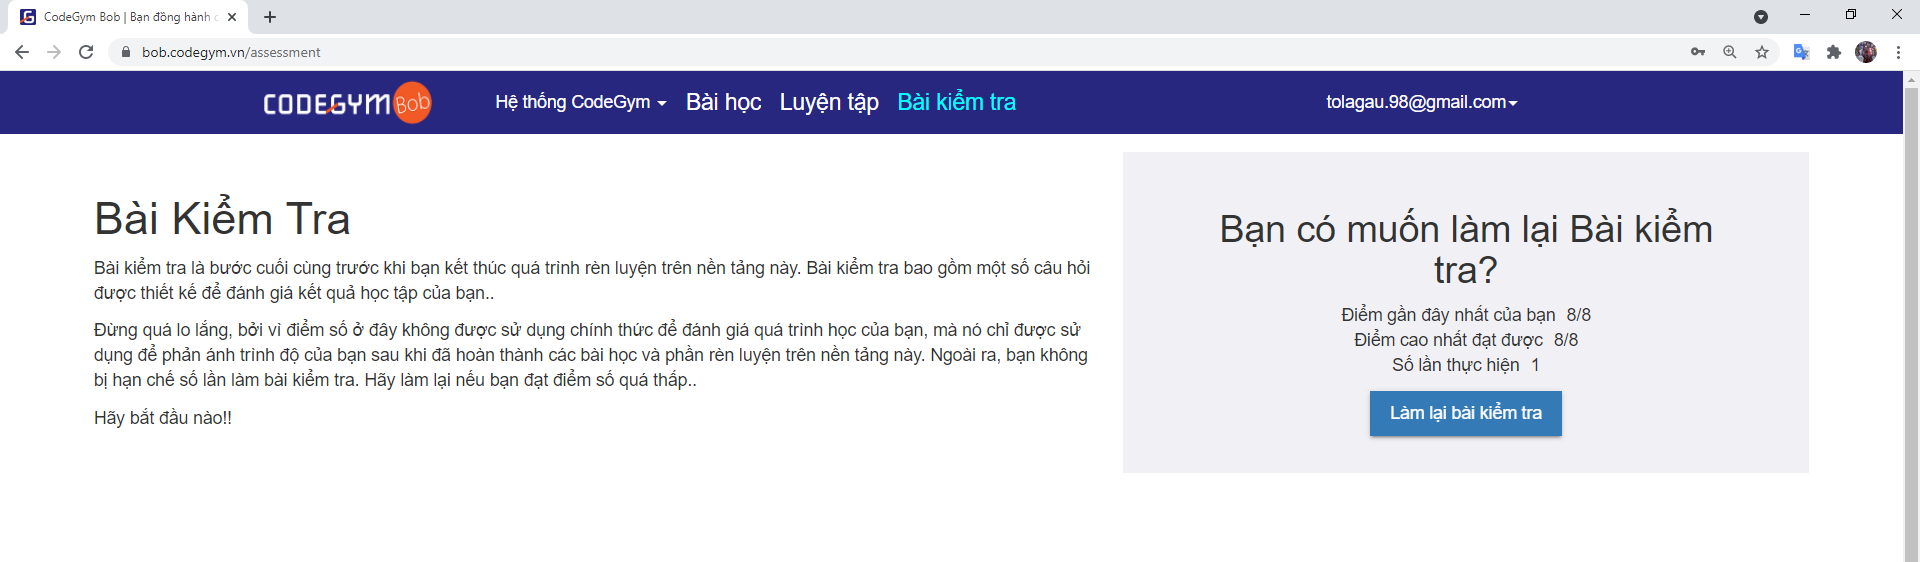 CodeGym Bob | Bạn đồng hành c
bob.codegym.vn/assessment
CODEGYM Bob
Hệ thống CodeGym
Bài học
Luyện tập
Bài kiểm tra
tolagau.98@gmail.com
Bài Kiểm Tra
Bài kiểm tra là bước cuối cùng trước khi bạn kết thúc quá trình rèn luyện trên nền tảng này. Bài kiểm tra bao gồm một số câu hỏi
được thiết kế để đánh giá kết quả học tập của bạn..
Đừng quá lo lắng, bởi vì điểm số ở đây không được sử dụng chính thức để đánh giá quá trình học của bạn, mà nó chỉ được sử
dụng để phản ánh trình độ của bạn sau khi đã hoàn thành các bài học và phần rèn luyện trên nền tảng này. Ngoài ra, bạn không
bị hạn chế số lần làm bài kiểm tra. Hãy làm lại nếu bạn đạt điểm số quá thấp..
Hãy bắt đầu nào!!
Bạn có muốn làm lại Bài kiểm
tra?
Điểm gần đây nhất của bạn 8/8
Điểm cao nhất đạt được 8/8
Số lần thực hiện 1
Làm lại bài kiểm tra